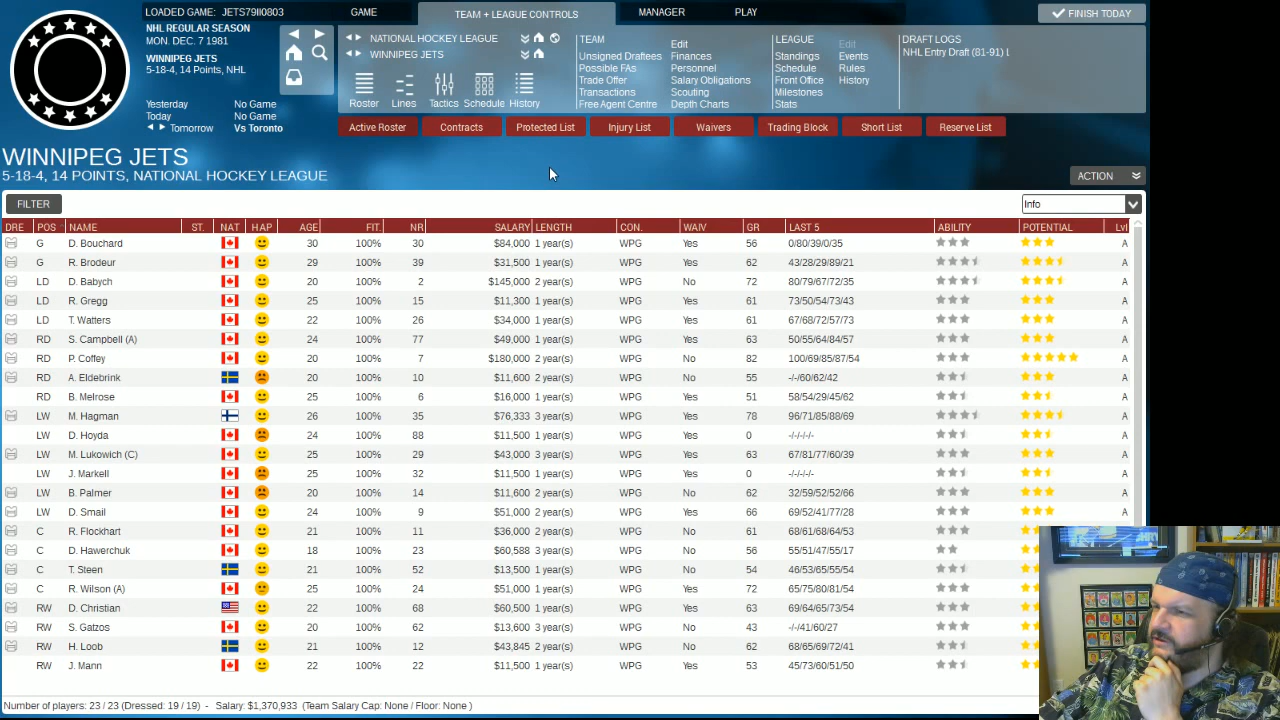 LOADED GAME: JETS79II0803
GAME
TEAM + LEAGUE CONTROLS
MANAGER
PLAY
FINISH TODAY
NHL REGULAR SEASON
MON. DEC. 7 1981
WINNIPEG JETS
5-18-4, 14 Points, NHL
Yesterday No Game
Today No Game
Tomorrow Vs Toronto
NATIONAL HOCKEY LEAGUE
WINNIPEG JETS
Roster Lines Tactics Schedule History
TEAM
Unsigned Draftees
Possible FAs
Trade Offer
Transactions
Free Agent Centre
Edit
Finances
Personnel
Salary Obligations
Scouting
Depth Charts
LEAGUE
Standings
Schedule
Front Office
Milestones
Stats
Edit
Events
Rules
History
DRAFT LOGS
NHL Entry Draft (81-91) L
Active Roster Contracts Protected List Injury List Waivers Trading Block Short List Reserve List
WINNIPEG JETS
5-18-4, 14 POINTS, NATIONAL HOCKEY LEAGUE
ACTION
FILTER
Info
DRE POS NAME ST. NAT HAP AGE FIT. NR SALARY LENGTH CON. WAIV GR LAST 5 ABILITY POTENTIAL Lvl
G D. Bouchard 30 100% 30 $84,000 1 year(s) WPG Yes 56 0/80/39/0/35 A
G R. Brodeur 29 100% 39 $31,500 1 year(s) WPG Yes 62 43/28/29/89/21 A
LD D. Babych 20 100% 2 $145,000 2 year(s) WPG No 72 80/79/67/72/35 A
LD R. Gregg 25 100% 15 $11,300 1 year(s) WPG Yes 61 73/50/54/73/43 A
LD T. Watters 22 100% 26 $34,000 1 year(s) WPG Yes 61 67/68/72/57/73 A
RD S. Campbell (A) 24 100% 77 $49,000 1 year(s) WPG Yes 63 50/55/64/84/57 A
RD P. Coffey 20 100% 7 $180,000 2 year(s) WPG No 82 100/69/85/87/54 A
RD A. Eldebrink 20 100% 10 $11,600 2 year(s) WPG No 55 -/-/60/62/42 A
RD B. Melrose 25 100% 6 $16,000 1 year(s) WPG Yes 51 58/54/29/45/62 A
LW M. Hagman 26 100% 35 $76,333 3 year(s) WPG Yes 78 96/71/85/88/69 A
LW D. Hoyda 24 100% 88 $11,500 1 year(s) WPG Yes 0 -/-/-/-/- A
LW M. Lukowich (C) 25 100% 29 $43,000 3 year(s) WPG Yes 63 67/81/77/60/39 A
LW J. Markell 25 100% 32 $11,500 1 year(s) WPG Yes 0 -/-/-/-/- A
LW B. Palmer 20 100% 14 $11,600 2 year(s) WPG No 62 32/59/52/52/66 A
LW D. Smail 24 100% 9 $51,000 2 year(s) WPG Yes 66 69/52/41/77/28 A
C R. Flockhart 21 100% 11 $36,000 2 year(s) WPG No 61 68/61/68/64/53
C D. Hawerchuk 18 100% 23 $60,588 3 year(s) WPG No 56 55/51/47/55/17
C T. Steen 21 100% 52 $13,500 1 year(s) WPG No 54 46/53/65/55/54
C R. Wilson (A) 25 100% 24 $51,000 1 year(s) WPG Yes 72 65/75/80/81/54
RW D. Christian 22 100% 68 $60,500 3 year(s) WPG Yes 63 69/64/65/73/54
RW S. Gatzos 20 100% 34 $13,600 3 year(s) WPG No 43 -/-/41/60/27
RW H. Loob 21 100% 12 $43,845 2 year(s) WPG No 62 68/65/69/72/41
RW J. Mann 22 100% 22 $11,500 1 year(s) WPG Yes 53 45/73/60/51/50
Number of players: 23 / 23 (Dressed: 19 / 19) - Salary: $1,370,933 (Team Salary Cap: None / Floor: None )